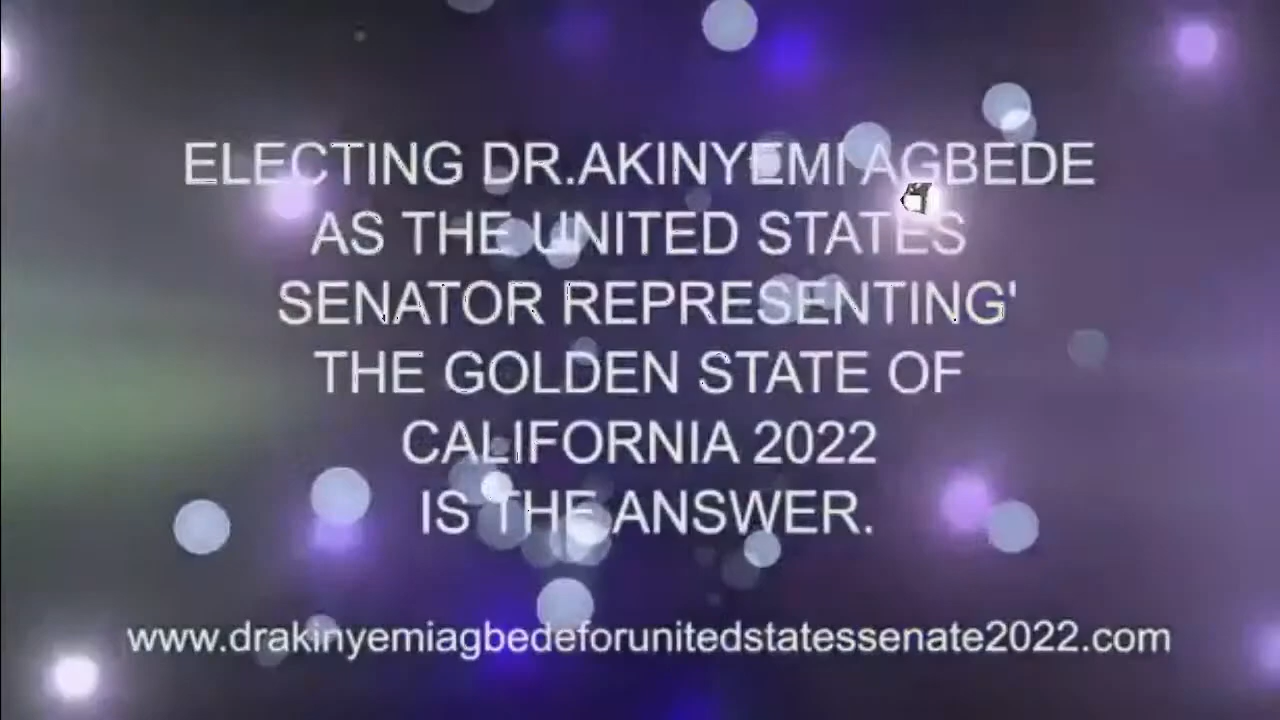 ELECTING DR.AKINYEMI AGBEDE
AS THE UNITED STATES
SENATOR REPRESENTING'
THE GOLDEN STATE OF
CALIFORNIA 2022
IS THE ANSWER.
www.drakinyemiagbedeforunitedstatessenate2022.com